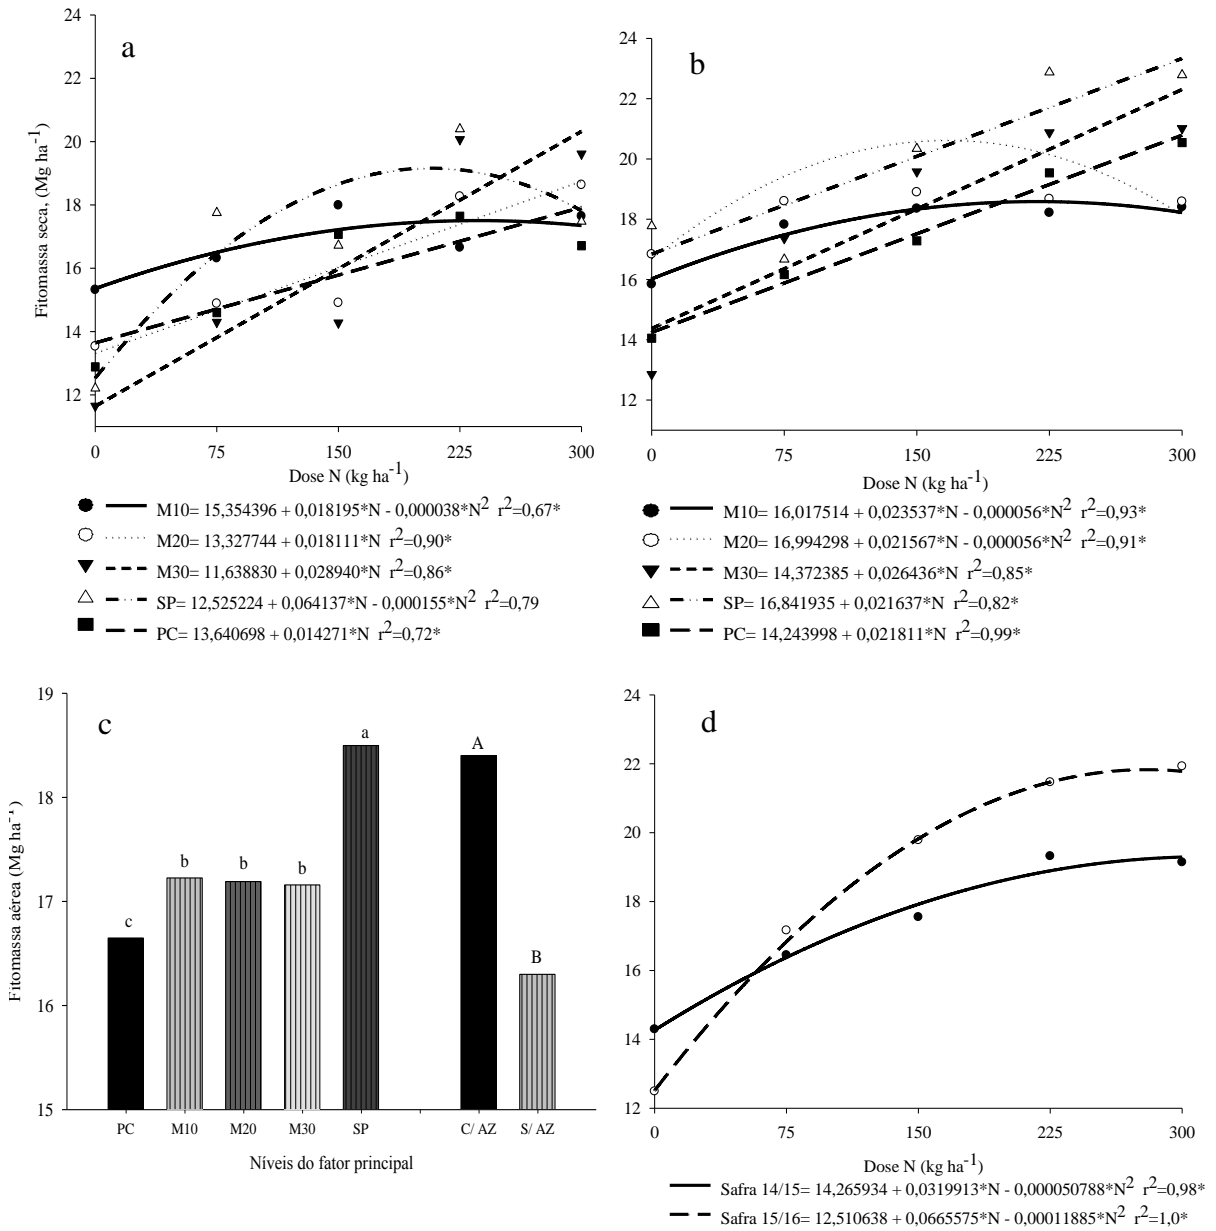 a
Fitomassa seca, (Mg ha-1)
24
22
20
18
16
14
12
0 75 150 225 300
Dose N (kg ha-1)
M10= 15,354396 + 0,018195*N - 0,000038*N2 r2=0,67*
M20= 13,327744 + 0,018111*N r2=0,90*
M30= 11,638830 + 0,028940*N r2=0,86*
SP= 12,525224 + 0,064137*N - 0,000155*N2 r2=0,79
PC= 13,640698 + 0,014271*N r2=0,72*
b
24
22
20
18
16
14
12
0 75 150 225 300
Dose N (kg ha-1)
M10= 16,017514 + 0,023537*N - 0,000056*N2 r2=0,93*
M20= 16,994298 + 0,021567*N - 0,000056*N2 r2=0,91*
M30= 14,372385 + 0,026436*N r2=0,85*
SP= 16,841935 + 0,021637*N r2=0,82*
PC= 14,243998 + 0,021811*N r2=0,99*
c
Fitomassa aérea (Mg ha-1)
19
18
17
16
15
c b b b a A B
PC M10 M20 M30 SP C/ AZ S/ AZ
Níveis do fator principal
d
24
22
20
18
16
14
12
0 75 150 225 300
Dose N (kg ha-1)
Safra 14/15= 14,265934 + 0,0319913*N - 0,000050788*N2 r2=0,98*
Safra 15/16= 12,510638 + 0,0665575*N - 0,00011885*N2 r2=1,0*